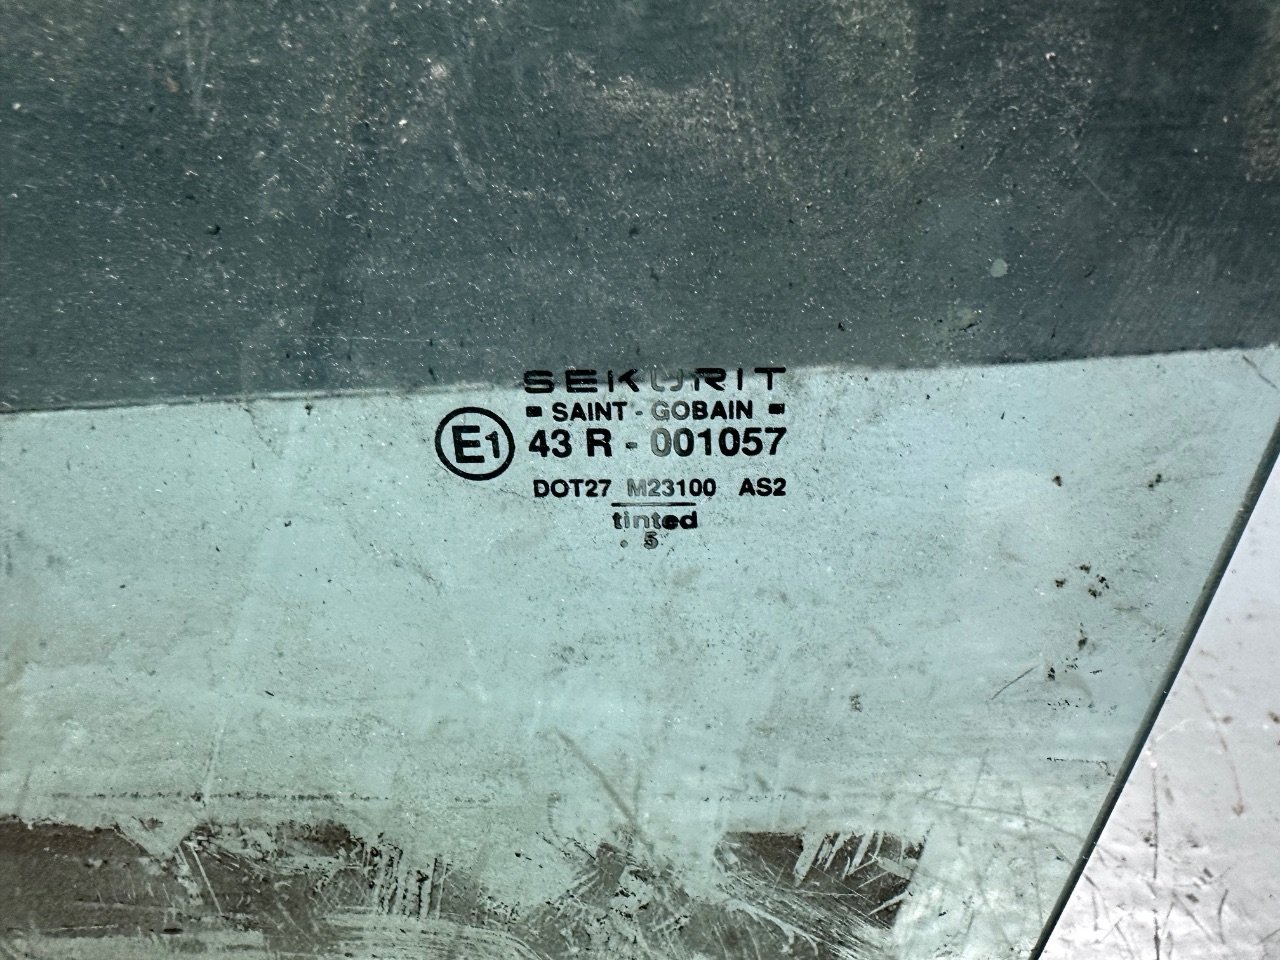 SEKURIT
SAINT-GOBAIN
E1 43 R - 001057
DOT27 M23100 AS2
tinted
. 5